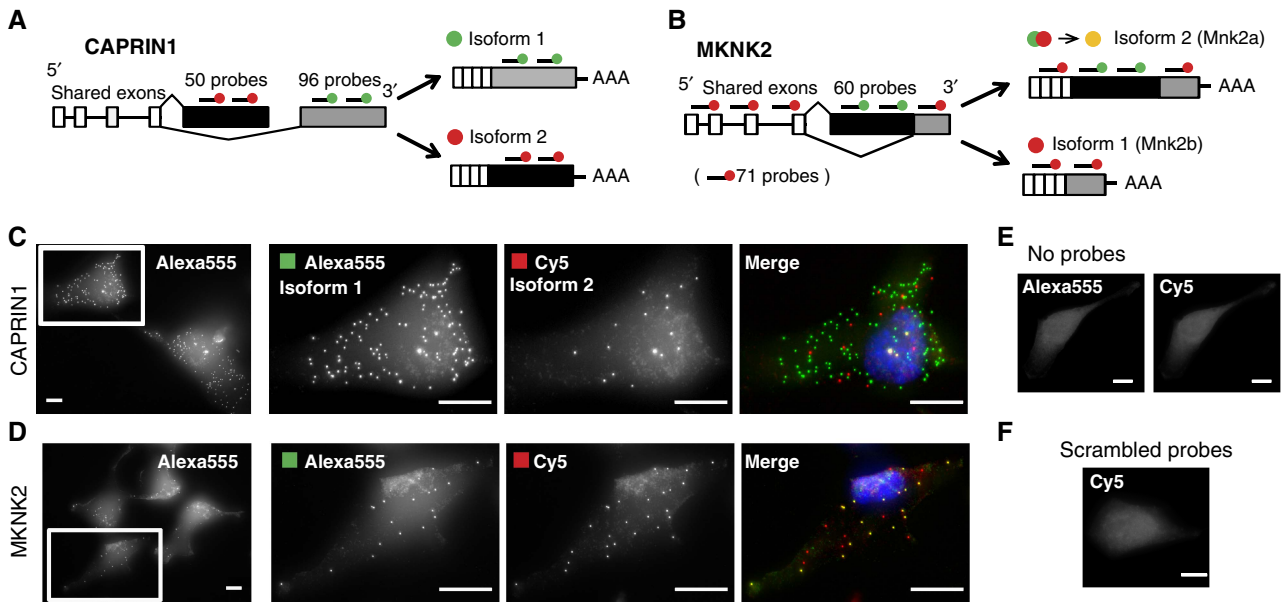 A
CAPRIN1
5′
Shared exons
50 probes
96 probes
3′
Isoform 1
AAA
Isoform 2
AAA
B
MKNK2
5′
Shared exons
60 probes
3′
( 71 probes )
Isoform 2 (Mnk2a)
AAA
Isoform 1 (Mnk2b)
AAA
C
CAPRIN1
Alexa555
Alexa555
Isoform 1
Cy5
Isoform 2
Merge
D
MKNK2
Alexa555
Alexa555
Cy5
Merge
E
No probes
Alexa555
Cy5
F
Scrambled probes
Cy5